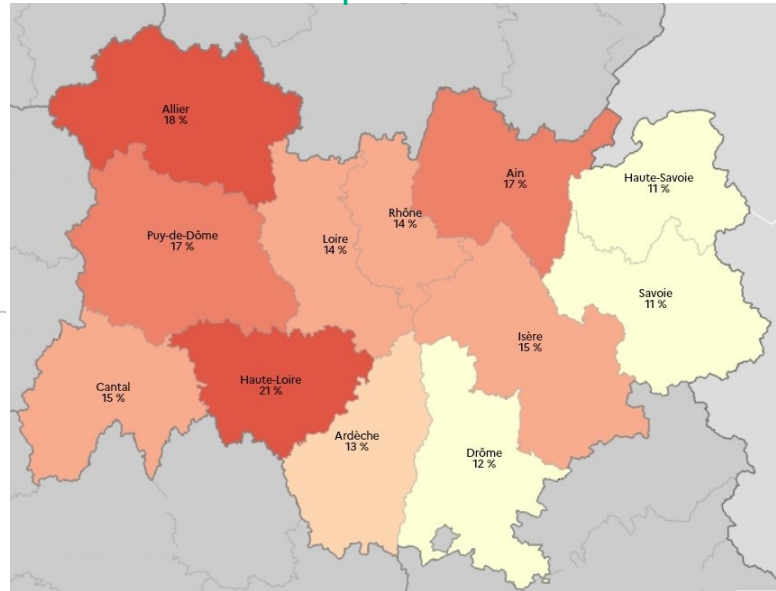 Allier
18 %
Ain
17 %
Haute-Savoie
11 %
Rhône
14 %
Puy-de-Dôme
17 %
Loire
14 %
Savoie
11 %
Isère
15 %
Haute-Loire
21 %
Cantal
15 %
Ardèche
13 %
Drôme
12 %